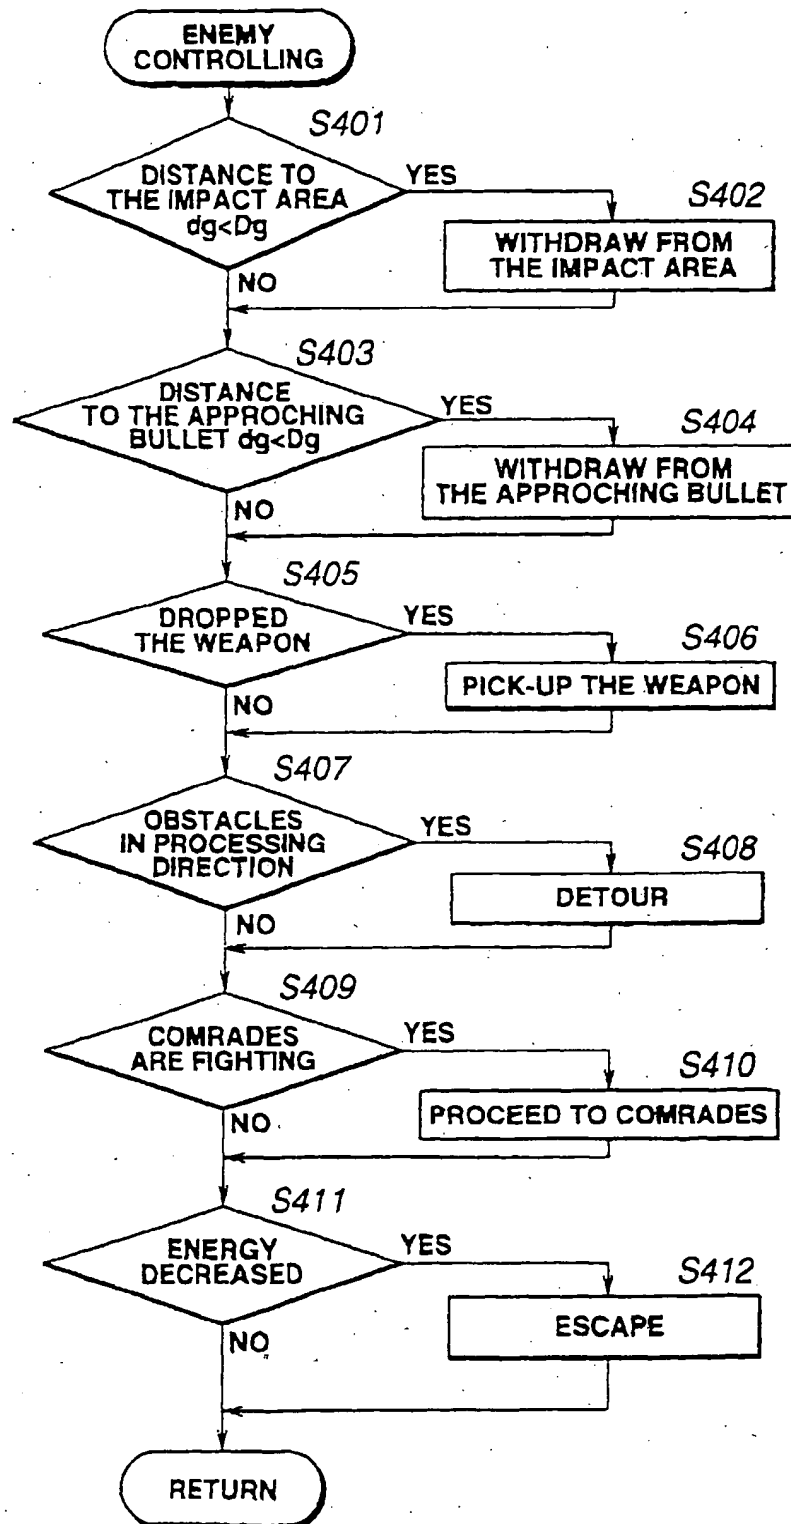 ENEMY
CONTROLLING
S401
DISTANCE TO
THE IMPACT AREA
dg<Dg
YES
S402
WITHDRAW FROM
THE IMPACT AREA
NO
S403
DISTANCE
TO THE APPROCHING
BULLET dg<Dg
YES
S404
WITHDRAW FROM
THE APPROCHING BULLET
NO
S405
DROPPED
THE WEAPON
YES
S406
PICK-UP THE WEAPON
NO
S407
OBSTACLES
IN PROCESSING
DIRECTION
YES
S408
DETOUR
NO
S409
COMRADES
ARE FIGHTING
YES
S410
PROCEED TO COMRADES
NO
S411
ENERGY
DECREASED
YES
S412
ESCAPE
NO
RETURN